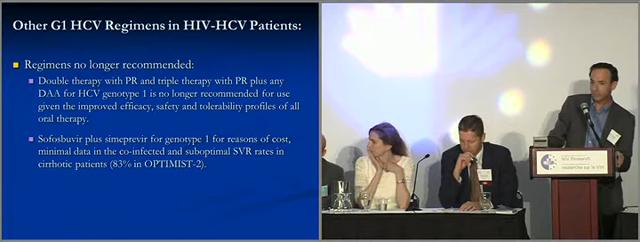 Other G1 HCV Regimens in HIV-HCV Patients:
Regimens no longer recommended:
Double therapy with PR and triple therapy with PR plus any
DAA for HCV genotype 1 is no longer recommended for use
given the improved efficacy, safety and tolerability profiles of all
oral therapy.
Sofosbuvir plus simeprevir for genotype 1 for reasons of cost,
minimal data in the co-infected and suboptimal SVR rates in
cirrhotic patients (83% in OPTIMIST-2).
HIV Research